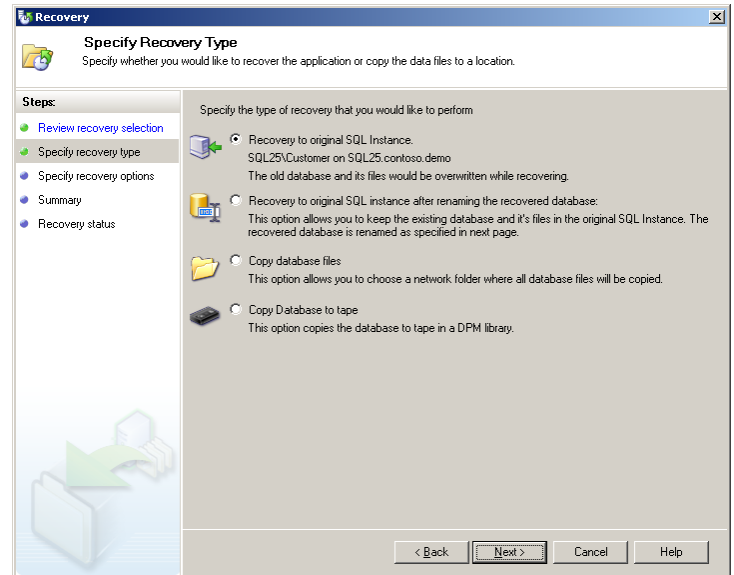 Recovery
Specify Recovery Type
Specify whether you would like to recover the application or copy the data files to a location.
Steps:
Review recovery selection
Specify recovery type
Specify recovery options
Summary
Recovery status
Specify the type of recovery that you would like to perform
Recovery to original SQL Instance.
SQL25\Customer on SQL25.contoso.demo
The old database and its files would be overwritten while recovering.
Recovery to original SQL instance after renaming the recovered database:
This option allows you to keep the existing database and it's files in the original SQL Instance. The
recovered database is renamed as specified in next page.
Copy database files
This option allows you to choose a network folder where all database files will be copied.
Copy Database to tape
This option copies the database to tape in a DPM library.
< Back
Next >
Cancel
Help